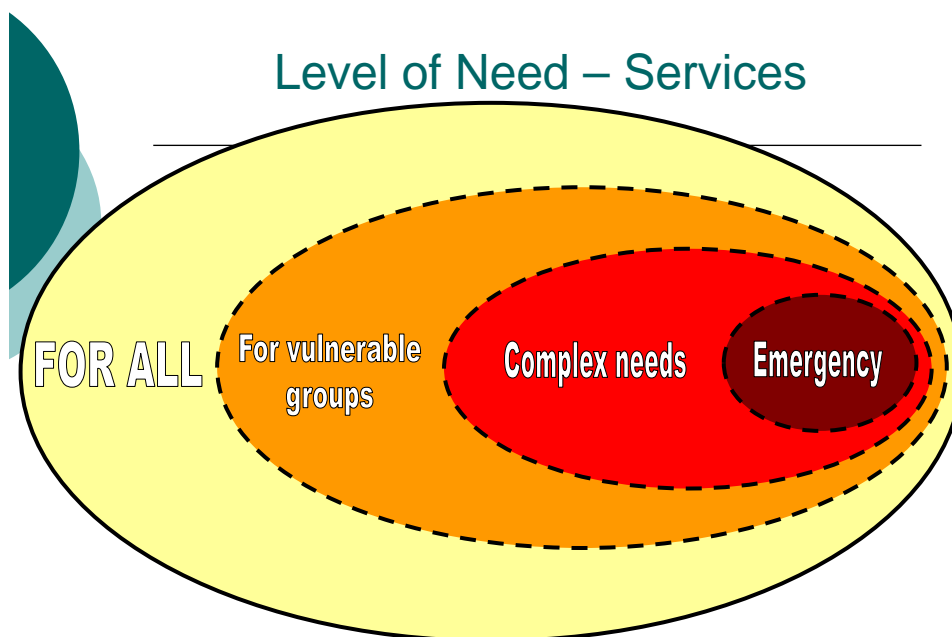 Level of Need – Services
FOR ALL
For vulnerable
groups
Complex needs
Emergency